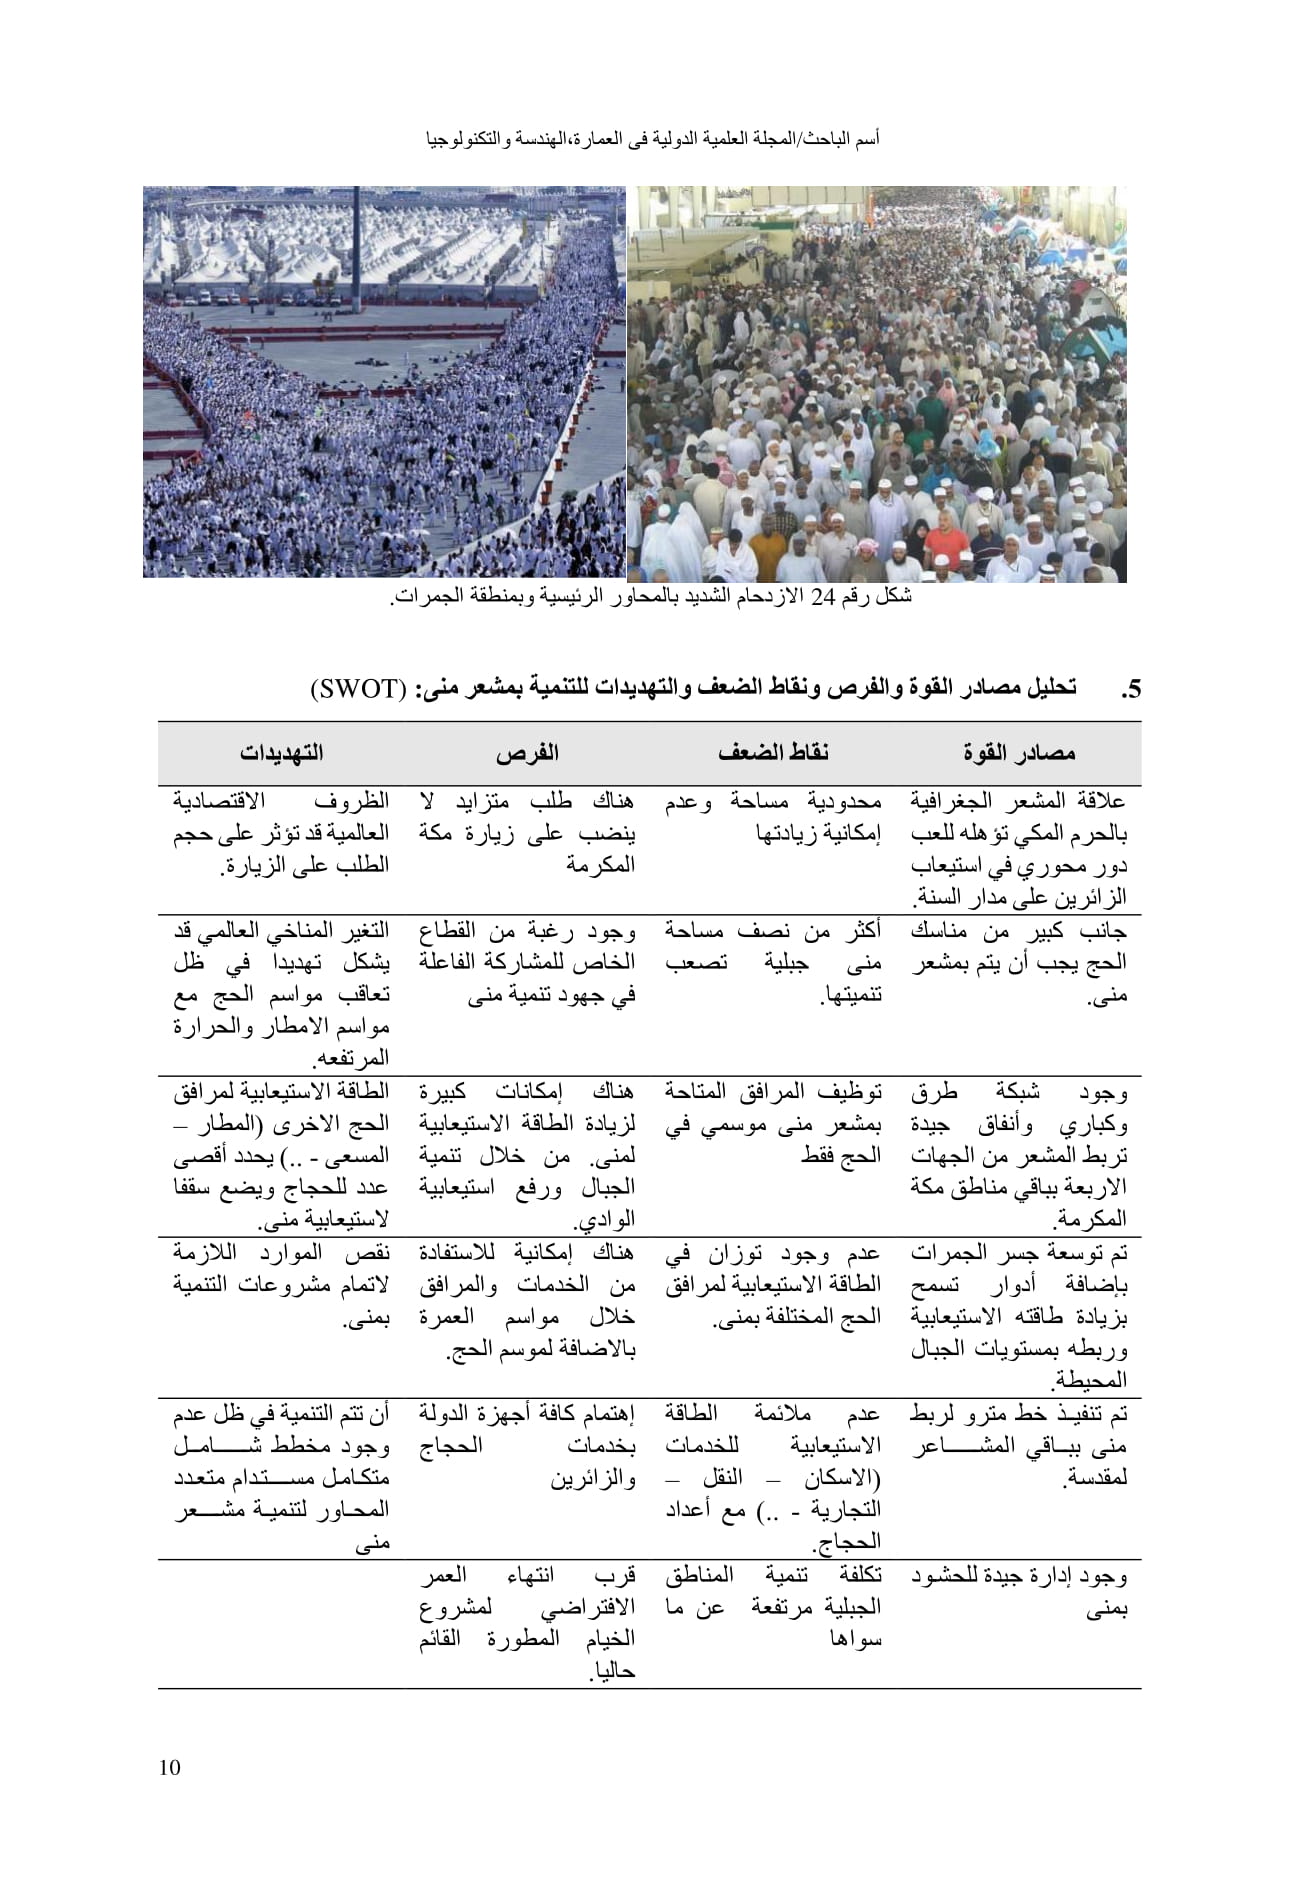 أسم الباحث/المجلة العلمية الدولية فى العمارة،الهندسة والتكنولوجيا
شكل رقم 24 الازدحام الشديد بالمحاور الرئيسية وبمنطقة الجمرات.
5. تحليل مصادر القوة والفرص ونقاط الضعف والتهديدات للتنمية بمشعر منى: (SWOT)
مصادر القوة
نقاط الضعف
الفرص
التهديدات
علاقة المشعر الجغرافية
بالحرم المكي تؤهله للعب
دور محوري في استيعاب
الزائرين على مدار السنة.
محدودية مساحة وعدم
إمكانية زيادتها
هناك طلب متزايد لا
ينضب على زيارة مكة
المكرمة
الظروف الاقتصادية
العالمية قد تؤثر على حجم
الطلب على الزيارة.
جانب كبير من مناسك
الحج يجب أن يتم بمشعر
منى.
أكثر من نصف مساحة
منى جبلية تصعب
تنميتها.
وجود رغبة من القطاع
الخاص للمشاركة الفاعلة
في جهود تنمية منى
التغير المناخي العالمي قد
يشكل تهديدا في ظل
تعاقب مواسم الحج مع
مواسم الامطار والحرارة
المرتفعه.
وجود شبكة طرق
وكباري وأنفاق جيدة
تربط المشعر من الجهات
الاربعة بباقي مناطق مكة
المكرمة.
توظيف المرافق المتاحة
بمشعر منى موسمي في
الحج فقط
هناك إمكانات كبيرة
لزيادة الطاقة الاستيعابية
لمنى. من خلال تنمية
الجبال ورفع استيعابية
الوادي.
الطاقة الاستيعابية لمرافق
الحج الاخرى (المطار –
المسعى - ..) يحدد أقصى
عدد للحجاج ويضع سقفا
لاستيعابية منى.
تم توسعة جسر الجمرات
بإضافة أدوار تسمح
بزيادة طاقته الاستيعابية
وربطه بمستويات الجبال
المحيطة.
عدم وجود توزان في
الطاقة الاستيعابية لمرافق
الحج المختلفة بمنى.
هناك إمكانية للاستفادة
من الخدمات والمرافق
خلال مواسم العمرة
بالاضافة لموسم الحج.
نقص الموارد اللازمة
لاتمام مشروعات التنمية
بمنى.
تم تنفيذ خط مترو لربط
منى ببـاقي المشـــاعر
لمقدسة.
عدم ملائمة الطاقة
الاستيعابية للخدمات
(الاسكان – النقل –
التجارية - ..) مع أعداد
الحجاج.
إهتمام كافة أجهزة الدولة
بخدمات الحجاج
والزائرين
أن تتم التنمية في ظل عدم
وجود مخطط شـــــامـل
متكـامـل مســـتدام متعدد
المحـاور لتنميـة مشـــعر
منى
وجود إدارة جيدة للحشود
بمنى
تكلفة تنمية المناطق
الجبلية مرتفعة عن ما
سواها
قرب انتهاء العمر
الافتراضي لمشروع
الخيام المطورة القائم
حاليا.
10